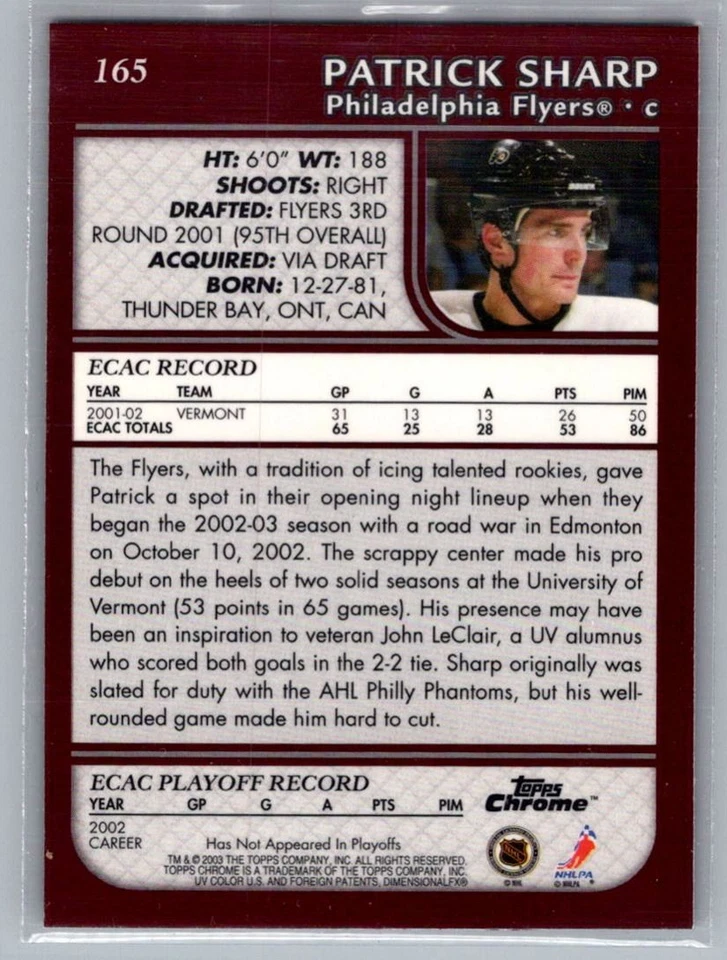 165
PATRICK SHARP
Philadelphia Flyers® • C
HT: 6'0" WT: 188
SHOOTS: RIGHT
DRAFTED: FLYERS 3RD
ROUND 2001 (95TH OVERALL)
ACQUIRED: VIA DRAFT
BORN: 12-27-81,
THUNDER BAY, ONT, CAN
ECAC RECORD
YEAR TEAM GP G A PTS PIM
2001-02 VERMONT 31 13 13 26 50
ECAC TOTALS 65 25 28 53 86
The Flyers, with a tradition of icing talented rookies, gave
Patrick a spot in their opening night lineup when they
began the 2002-03 season with a road war in Edmonton
on October 10, 2002. The scrappy center made his pro
debut on the heels of two solid seasons at the University of
Vermont (53 points in 65 games). His presence may have
been an inspiration to veteran John LeClair, a UV alumnus
who scored both goals in the 2-2 tie. Sharp originally was
slated for duty with the AHL Philly Phantoms, but his well-
rounded game made him hard to cut.
ECAC PLAYOFF RECORD
YEAR GP G A PTS PIM
2002
CAREER Has Not Appeared In Playoffs
TM & © 2003 THE TOPPS COMPANY, INC. ALL RIGHTS RESERVED.
TOPPS CHROME IS A TRADEMARK OF THE TOPPS COMPANY, INC.
UV COLOR U.S. AND FOREIGN PATENTS, DIMENSIONALFX®
Topps
Chrome™
© NHL
NHLPA
© NHLPA